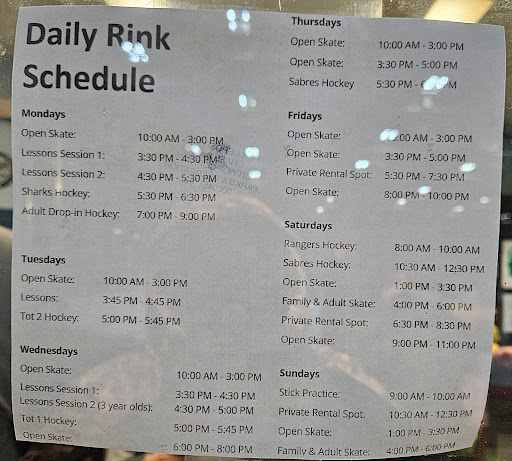 Daily Rink
Schedule
Mondays
Open Skate: 10:00 AM - 3:00 PM
Lessons Session 1: 3:30 PM - 4:30 PM
Lessons Session 2: 4:30 PM - 5:30 PM
Sharks Hockey: 5:30 PM - 6:30 PM
Adult Drop-in Hockey: 7:00 PM - 9:00 PM
Tuesdays
Open Skate: 10:00 AM - 3:00 PM
Lessons: 3:45 PM - 4:45 PM
Tot 2 Hockey: 5:00 PM - 5:45 PM
Wednesdays
Open Skate: 10:00 AM - 3:00 PM
Lessons Session 1: 3:30 PM - 4:30 PM
Lessons Session 2 (3 year olds): 4:30 PM - 5:00 PM
Tot 1 Hockey: 5:00 PM - 5:45 PM
Open Skate: 6:00 PM - 8:00 PM
Thursdays
Open Skate: 10:00 AM - 3:00 PM
Open Skate: 3:30 PM - 5:00 PM
Sabres Hockey 5:30 PM - PM
Fridays
Open Skate: :00 AM - 3:00 PM
Open Skate: 3:30 PM - 5:00 PM
Private Rental Spot: 5:30 PM - 7:30 PM
Open Skate: 8:00 PM - 10:00 PM
Saturdays
Rangers Hockey: 8:00 AM - 10:00 AM
Sabres Hockey: 10:30 AM - 12:30 PM
Open Skate: 1:00 PM - 3:30 PM
Family & Adult Skate: 4:00 PM - 6:00 PM
Private Rental Spot: 6:30 PM - 8:30 PM
Open Skate: 9:00 PM - 11:00 PM
Sundays
Stick Practice: 9:00 AM - 10:00 AM
Private Rental Spot: 10:30 AM - 12:30 PM
Open Skate: 1:00 PM - 3:30 PM
Family & Adult Skate: 4:00 PM - 6:00 PM